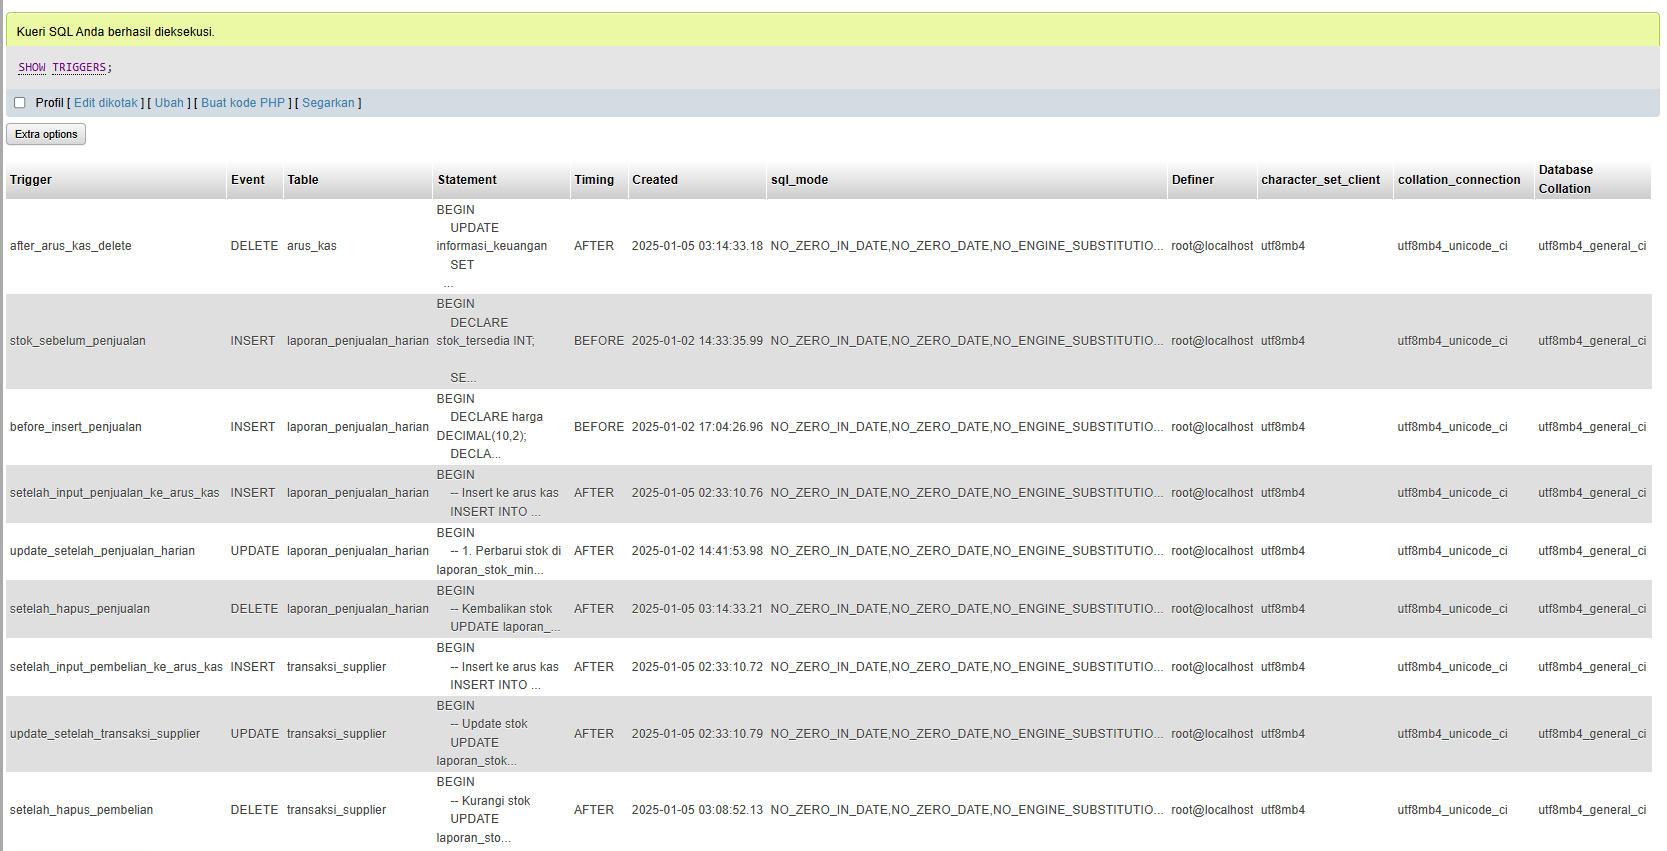 Kueri SQL Anda berhasil dieksekusi.
SHOW TRIGGERS;
Profil [ Edit dikotak ] [ Ubah ] [ Buat kode PHP ] [ Segarkan ]
Extra options
Trigger Event Table Statement Timing Created sql_mode Definer character_set_client collation_connection Database Collation
after_arus_kas_delete DELETE arus_kas BEGIN
UPDATE
informasi_keuangan
SET
... AFTER 2025-01-05 03:14:33.18 NO_ZERO_IN_DATE,NO_ZERO_DATE,NO_ENGINE_SUBSTITUTIO... root@localhost utf8mb4 utf8mb4_unicode_ci utf8mb4_general_ci
stok_sebelum_penjualan INSERT laporan_penjualan_harian BEGIN
DECLARE
stok_tersedia INT;
SE... BEFORE 2025-01-02 14:33:35.99 NO_ZERO_IN_DATE,NO_ZERO_DATE,NO_ENGINE_SUBSTITUTIO... root@localhost utf8mb4 utf8mb4_unicode_ci utf8mb4_general_ci
before_insert_penjualan INSERT laporan_penjualan_harian BEGIN
DECLARE harga
DECIMAL(10,2);
DECLA... BEFORE 2025-01-02 17:04:26.96 NO_ZERO_IN_DATE,NO_ZERO_DATE,NO_ENGINE_SUBSTITUTIO... root@localhost utf8mb4 utf8mb4_unicode_ci utf8mb4_general_ci
setelah_input_penjualan_ke_arus_kas INSERT laporan_penjualan_harian BEGIN
-- Insert ke arus kas
INSERT INTO ... AFTER 2025-01-05 02:33:10.76 NO_ZERO_IN_DATE,NO_ZERO_DATE,NO_ENGINE_SUBSTITUTIO... root@localhost utf8mb4 utf8mb4_unicode_ci utf8mb4_general_ci
update_setelah_penjualan_harian UPDATE laporan_penjualan_harian BEGIN
-- 1. Perbarui stok di
laporan_stok_min... AFTER 2025-01-02 14:41:53.98 NO_ZERO_IN_DATE,NO_ZERO_DATE,NO_ENGINE_SUBSTITUTIO... root@localhost utf8mb4 utf8mb4_unicode_ci utf8mb4_general_ci
setelah_hapus_penjualan DELETE laporan_penjualan_harian BEGIN
-- Kembalikan stok
UPDATE laporan_... AFTER 2025-01-05 03:14:33.21 NO_ZERO_IN_DATE,NO_ZERO_DATE,NO_ENGINE_SUBSTITUTIO... root@localhost utf8mb4 utf8mb4_unicode_ci utf8mb4_general_ci
setelah_input_pembelian_ke_arus_kas INSERT transaksi_supplier BEGIN
-- Insert ke arus kas
INSERT INTO ... AFTER 2025-01-05 02:33:10.72 NO_ZERO_IN_DATE,NO_ZERO_DATE,NO_ENGINE_SUBSTITUTIO... root@localhost utf8mb4 utf8mb4_unicode_ci utf8mb4_general_ci
update_setelah_transaksi_supplier UPDATE transaksi_supplier BEGIN
-- Update stok
UPDATE
laporan_stok... AFTER 2025-01-05 02:33:10.79 NO_ZERO_IN_DATE,NO_ZERO_DATE,NO_ENGINE_SUBSTITUTIO... root@localhost utf8mb4 utf8mb4_unicode_ci utf8mb4_general_ci
setelah_hapus_pembelian DELETE transaksi_supplier BEGIN
-- Kurangi stok
UPDATE
laporan_sto... AFTER 2025-01-05 03:08:52.13 NO_ZERO_IN_DATE,NO_ZERO_DATE,NO_ENGINE_SUBSTITUTIO... root@localhost utf8mb4 utf8mb4_unicode_ci utf8mb4_general_ci